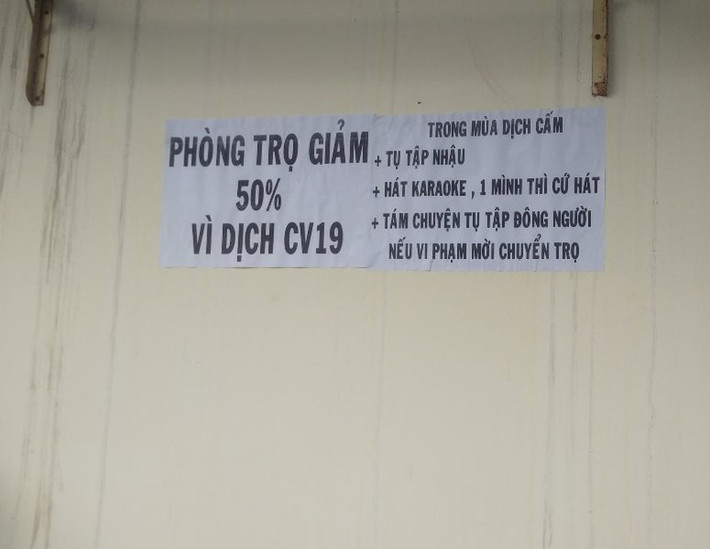 PHÒNG TRỌ GIẢM
50%
VÌ DỊCH CV19
TRONG MÙA DỊCH CẤM
+ TỤ TẬP NHẬU
+ HÁT KARAOKE , 1 MÌNH THÌ CỨ HÁT
+ TÁM CHUYỆN TỤ TẬP ĐÔNG NGƯỜI
NẾU VI PHẠM MỜI CHUYỂN TRỌ